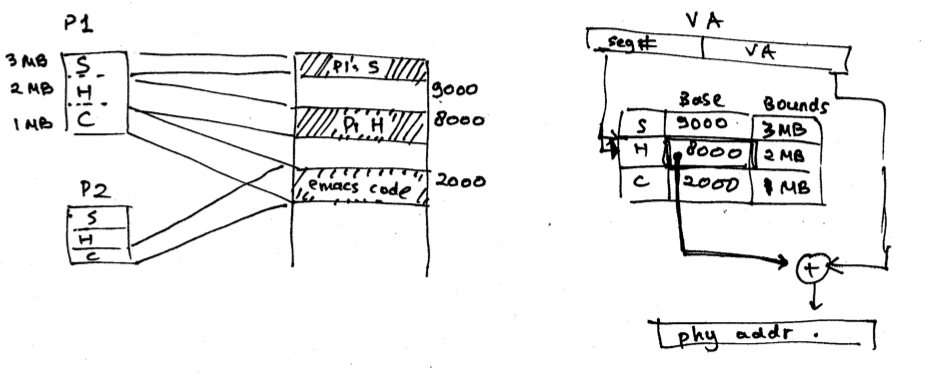 P1
3 MB S
2 MB H
1 MB C
P1's S
9000
P1 H
8000
emacs code
2000
P2
S
H
C
VA
seg# VA
Base Bounds
S 9000 3 MB
H 8000 2 MB
C 2000 1 MB
+
phy addr.